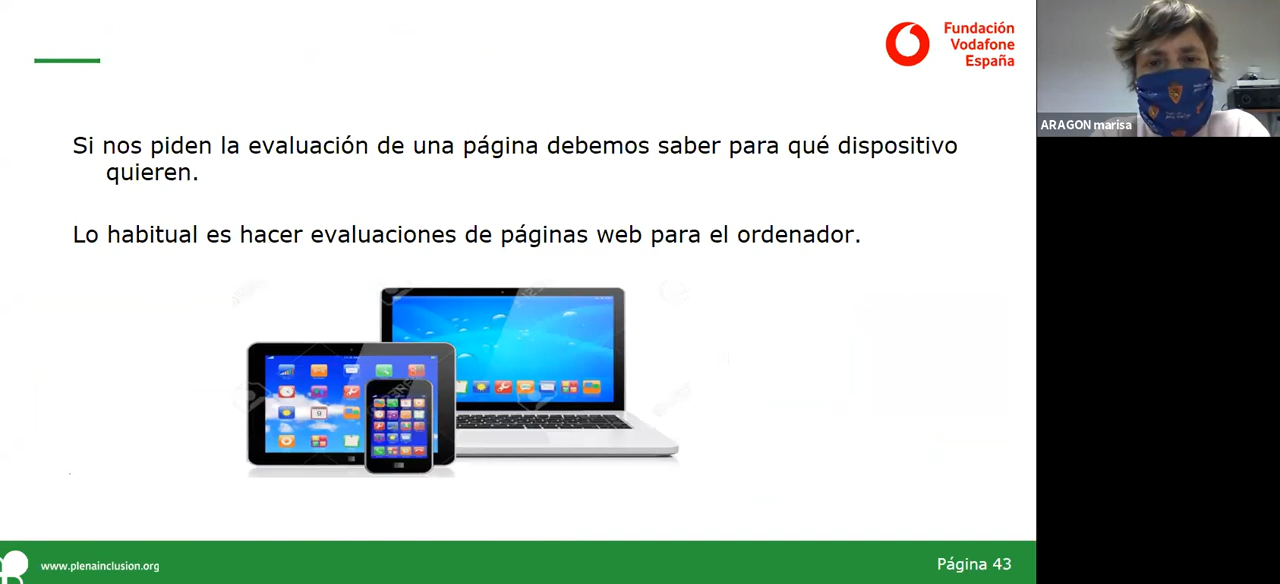 Fundación
Vodafone
España
ARAGON marisa
Si nos piden la evaluación de una página debemos saber para qué dispositivo
quieren.
Lo habitual es hacer evaluaciones de páginas web para el ordenador.
www.plenainclusion.org
Página 43